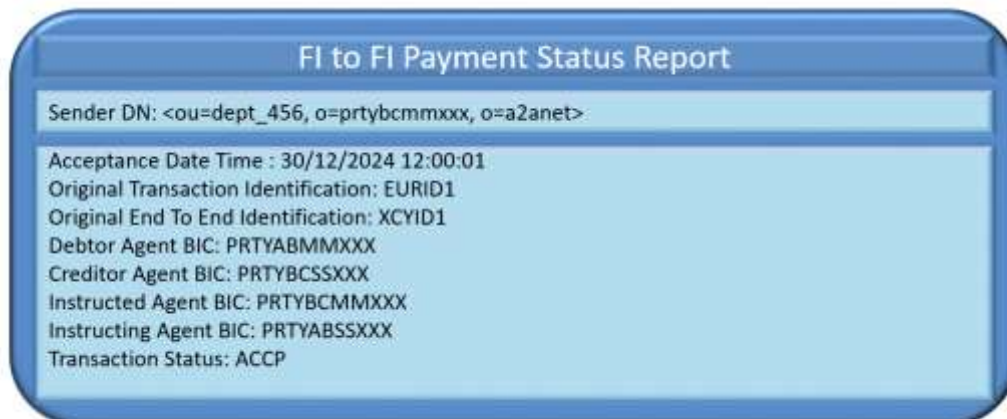 FI to FI Payment Status Report
Sender DN: <ou=dept_456, o=prtybcmmxxx, o=a2anet>
Acceptance Date Time : 30/12/2024 12:00:01
Original Transaction Identification: EURID1
Original End To End Identification: XCYID1
Debtor Agent BIC: PRTYABMMXXX
Creditor Agent BIC: PRTYBCSSXXX
Instructed Agent BIC: PRTYBCMMXXX
Instructing Agent BIC: PRTYABSSXXX
Transaction Status: ACCP